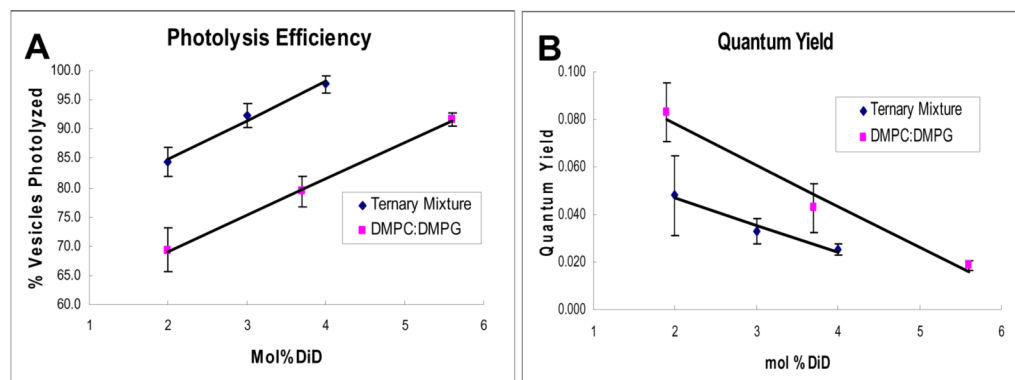 A
Photolysis Efficiency
% Vesicles Photolyzed
100.0
95.0
90.0
85.0
80.0
75.0
70.0
65.0
60.0
1 2 3 4 5 6
Mol%DiD
Ternary Mixture
DMPC:DMPG
B
Quantum Yield
Quantum Yield
0.100
0.080
0.060
0.040
0.020
0.000
1 2 3 4 5 6
mol %DiD
Ternary Mixture
DMPC:DMPG